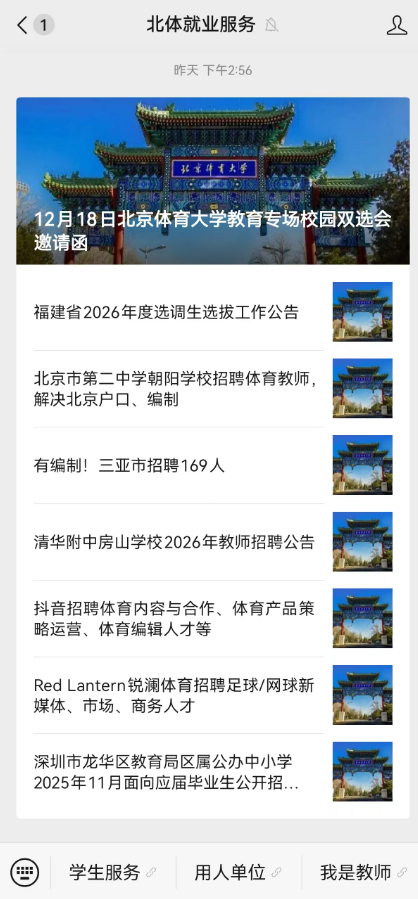 1
北体就业服务
昨天 下午2:56
北京体育大学
12月18日北京体育大学教育专场校园双选会
邀请函
福建省2026年度选调生选拔工作公告
北京市第二中学朝阳学校招聘体育教师，
解决北京户口、编制
有编制！三亚市招聘169人
清华附中房山学校2026年教师招聘公告
抖音招聘体育内容与合作、体育产品策
略运营、体育编辑人才等
Red Lantern锐澜体育招聘足球/网球新
媒体、市场、商务人才
深圳市龙华区教育局区属公办中小学
2025年11月面向应届毕业生公开招...
学生服务
用人单位
我是教师